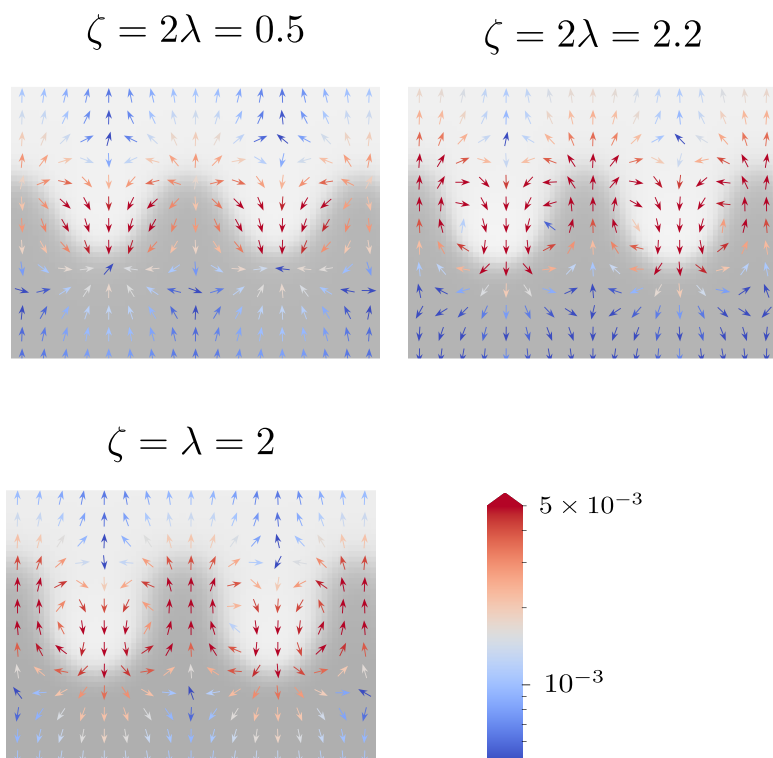 ζ = 2λ = 0.5
ζ = 2λ = 2.2
ζ = λ = 2
5 × 10⁻³
10⁻³